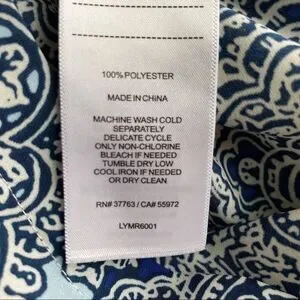 100% POLYESTER
MADE IN CHINA
MACHINE WASH COLD
SEPARATELY
DELICATE CYCLE
ONLY NON-CHLORINE
BLEACH IF NEEDED
TUMBLE DRY LOW
COOL IRON IF NEEDED
OR DRY CLEAN
RN# 37763 / CA# 55972
LYMR6001